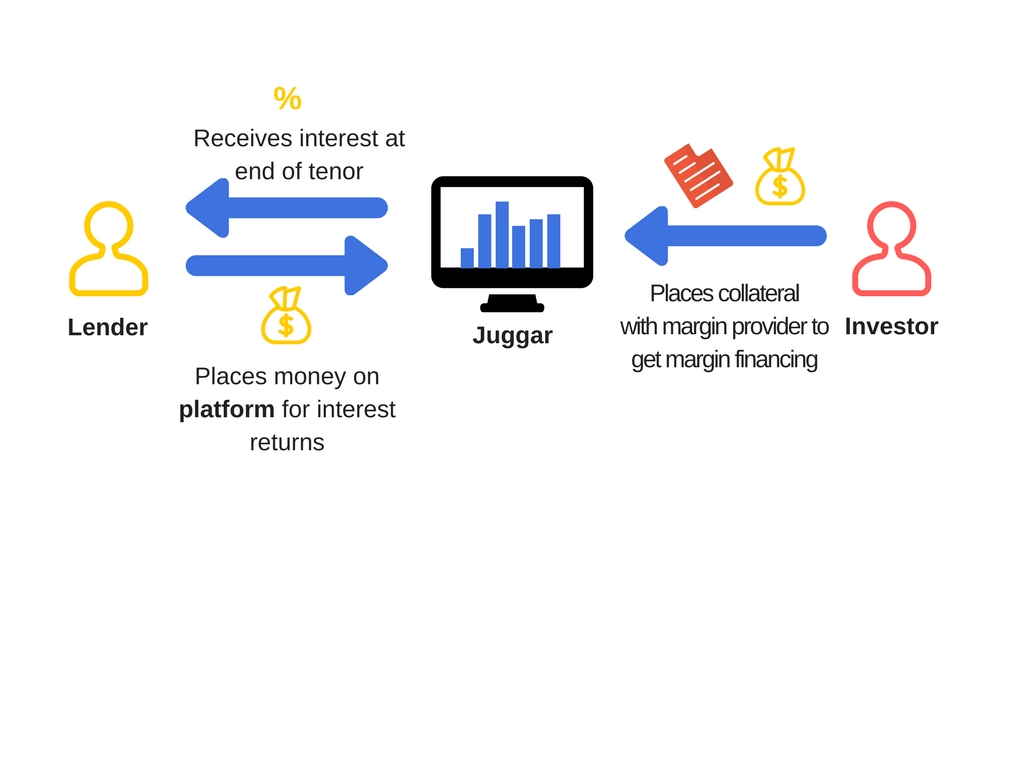 %
Receives interest at
end of tenor
Lender
$
Places money on
platform for interest
returns
Juggar
$
Places collateral
with margin provider to
get margin financing
Investor